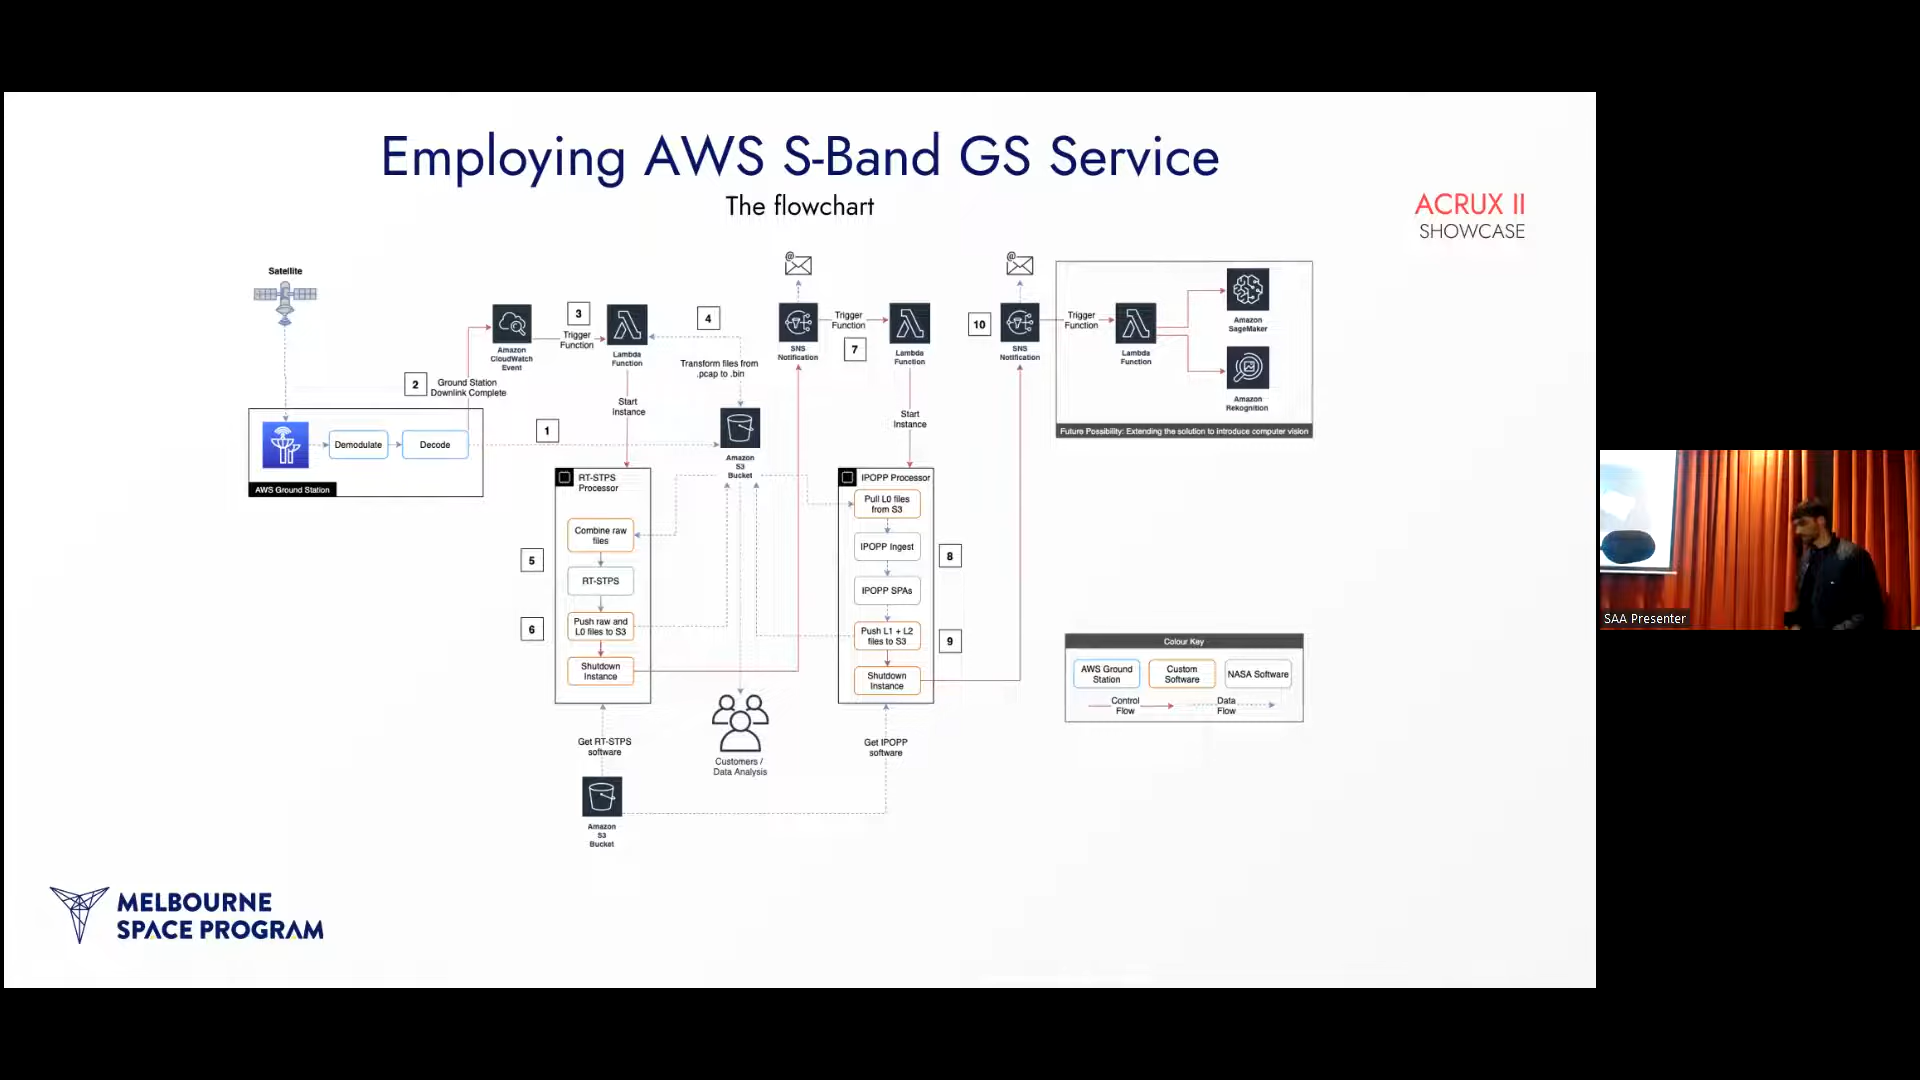 Employing AWS S-Band GS Service
The flowchart
ACRUX II
SHOWCASE
Satellite
Amazon
CloudWatch
Event
3
Trigger
Function
Lambda
Function
4
Transform files from
.pcap to .bin
SNS
Notification
Trigger
Function
7
Lambda
Function
10
SNS
Notification
Trigger
Function
Lambda
Function
Amazon
SageMaker
Amazon
Rekognition
Future Possibility: Extending the solution to introduce computer vision
2
Ground Station
Downlink Complete
Start
Instance
Start
Instance
Demodulate
Decode
AWS Ground Station
1
Amazon
S3
Bucket
RT-STPS
Processor
Combine raw
files
RT-STPS
Push raw and
L0 files to S3
Shutdown
Instance
5
6
IPOPP Processor
Pull L0 files
from S3
IPOPP Ingest
IPOPP SPAs
Push L1 + L2
files to S3
Shutdown
Instance
8
9
Colour Key
AWS Ground
Station
Custom
Software
NASA Software
Control
Flow
Data
Flow
Get RT-STPS
software
Customers /
Data Analysis
Get IPOPP
software
Amazon
S3
Bucket
MELBOURNE
SPACE PROGRAM
SAA Presenter